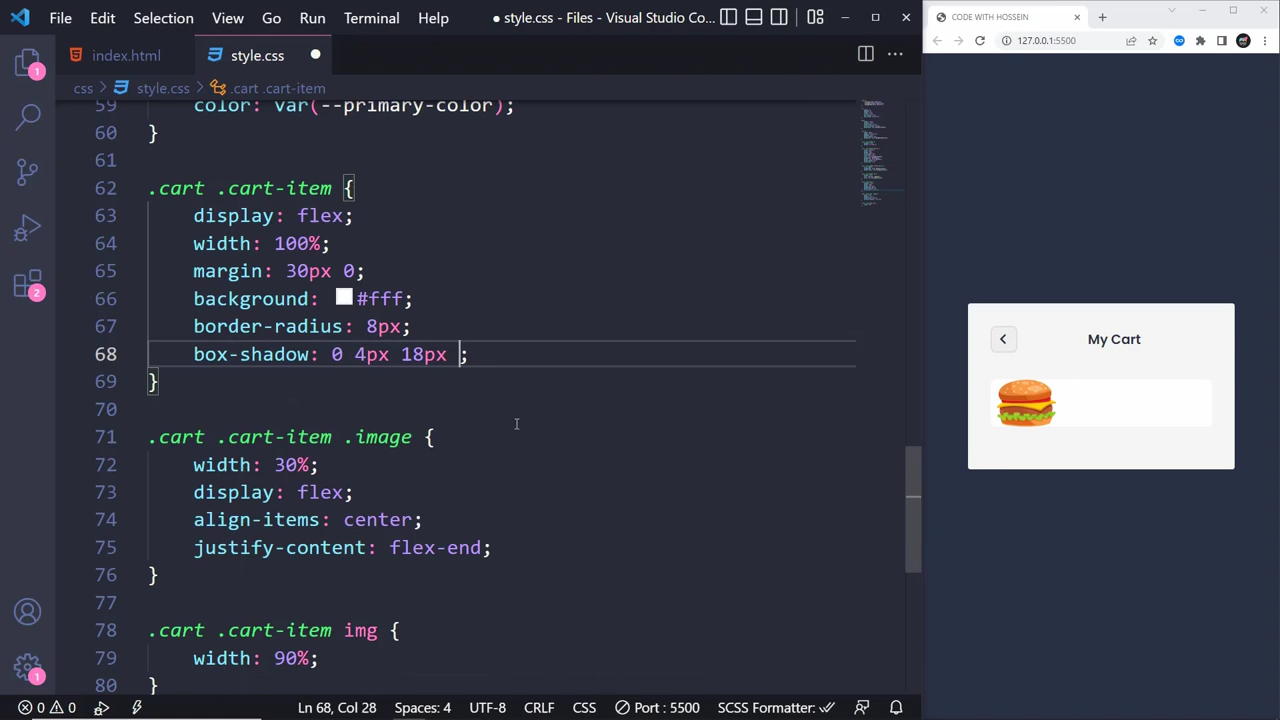 File Edit Selection View Go Run Terminal Help ● style.css - Files - Visual Studio Co...
CODE WITH HOSSEIN
index.html style.css
127.0.0.1:5500
css > style.css > .cart .cart-item
59 color: var(--primary-color);
60 }
61
62 .cart .cart-item {
63 display: flex;
64 width: 100%;
65 margin: 30px 0;
66 background: #fff;
67 border-radius: 8px;
68 box-shadow: 0 4px 18px ;
69 }
70
71 .cart .cart-item .image {
72 width: 30%;
73 display: flex;
74 align-items: center;
75 justify-content: flex-end;
76 }
77
78 .cart .cart-item img {
79 width: 90%;
80 }
My Cart
1
2
1
0 0 Ln 68, Col 28 Spaces: 4 UTF-8 CRLF CSS Port : 5500 SCSS Formatter: